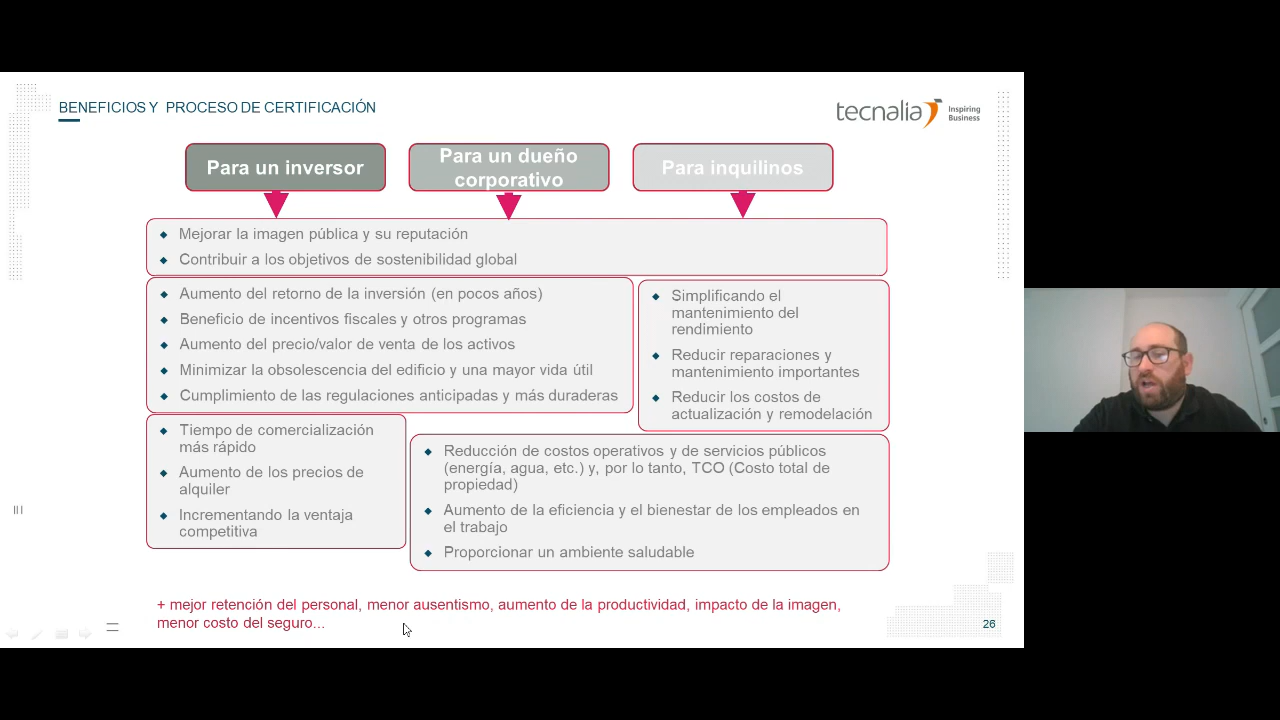 BENEFICIOS Y PROCESO DE CERTIFICACIÓN
tecnalia
Inspiring
Business
Para un inversor
Para un dueño
corporativo
Para inquilinos
Mejorar la imagen pública y su reputación
Contribuir a los objetivos de sostenibilidad global
Aumento del retorno de la inversión (en pocos años)
Beneficio de incentivos fiscales y otros programas
Aumento del precio/valor de venta de los activos
Minimizar la obsolescencia del edificio y una mayor vida útil
Cumplimiento de las regulaciones anticipadas y más duraderas
Simplificando el
mantenimiento del
rendimiento
Reducir reparaciones y
mantenimiento importantes
Reducir los costos de
actualización y remodelación
Tiempo de comercialización
más rápido
Aumento de los precios de
alquiler
Incrementando la ventaja
competitiva
Reducción de costos operativos y de servicios públicos
(energía, agua, etc.) y, por lo tanto, TCO (Costo total de
propiedad)
Aumento de la eficiencia y el bienestar de los empleados en
el trabajo
Proporcionar un ambiente saludable
+ mejor retención del personal, menor ausentismo, aumento de la productividad, impacto de la imagen,
menor costo del seguro...
26